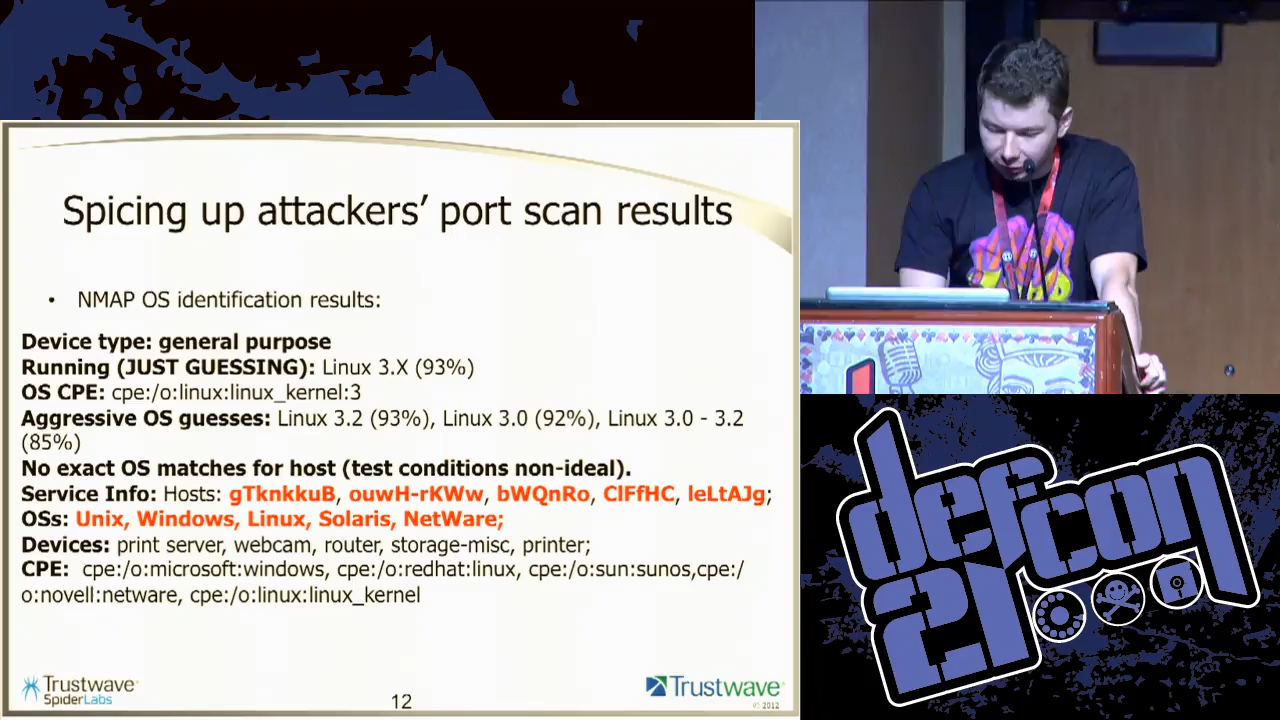 Spicing up attackers' port scan results
• NMAP OS identification results:
Device type: general purpose
Running (JUST GUESSING): Linux 3.X (93%)
OS CPE: cpe:/o:linux:linux_kernel:3
Aggressive OS guesses: Linux 3.2 (93%), Linux 3.0 (92%), Linux 3.0 - 3.2
(85%)
No exact OS matches for host (test conditions non-ideal).
Service Info: Hosts: gTknkkuB, ouwH-rKWw, bWQnRo, ClFfHC, leLtAJg;
OSs: Unix, Windows, Linux, Solaris, NetWare;
Devices: print server, webcam, router, storage-misc, printer;
CPE: cpe:/o:microsoft:windows, cpe:/o:redhat:linux, cpe:/o:sun:sunos,cpe:/
o:novell:netware, cpe:/o:linux:linux_kernel
Trustwave
SpiderLabs
12
Trustwave
© 2012
defcon
21